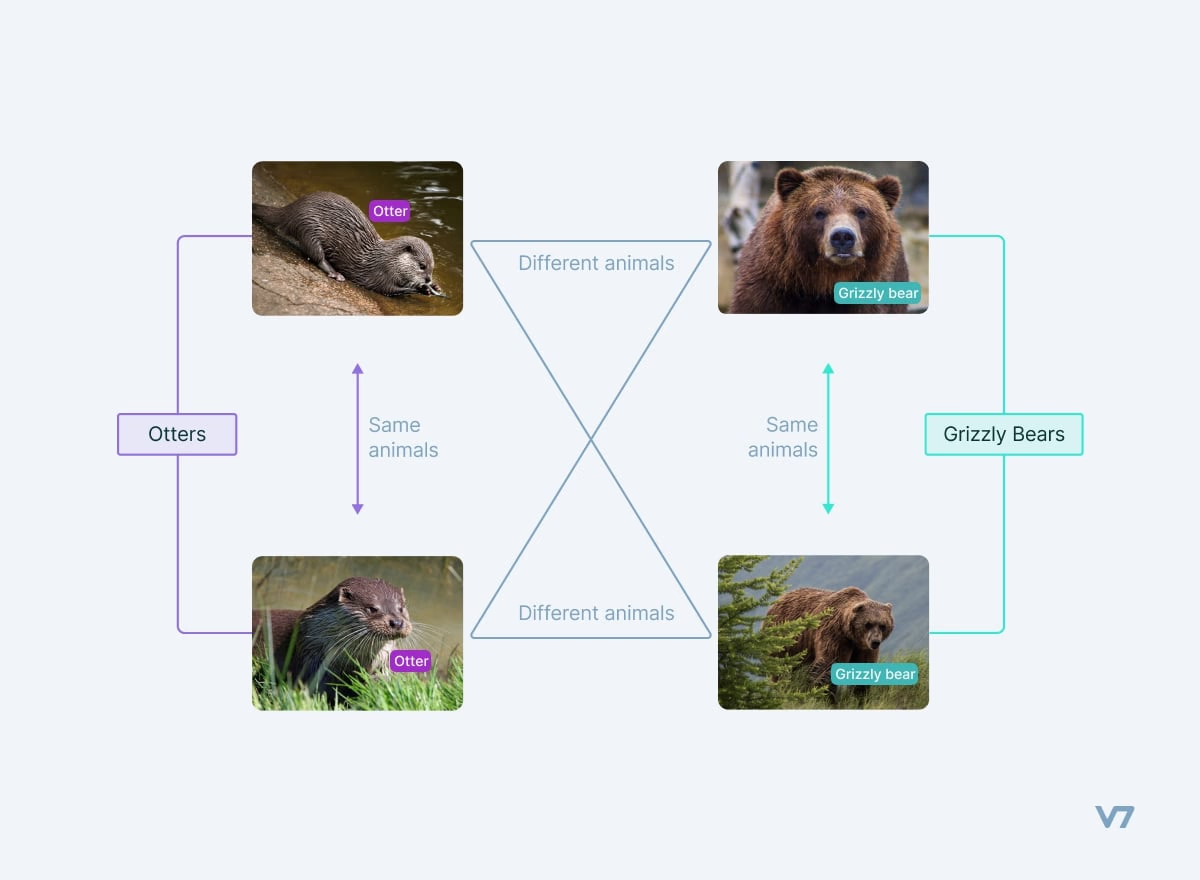 Otter
Different animals
Grizzly bear
Otters
Same
animals
Same
animals
Grizzly Bears
Different animals
Otter
Grizzly bear
V7